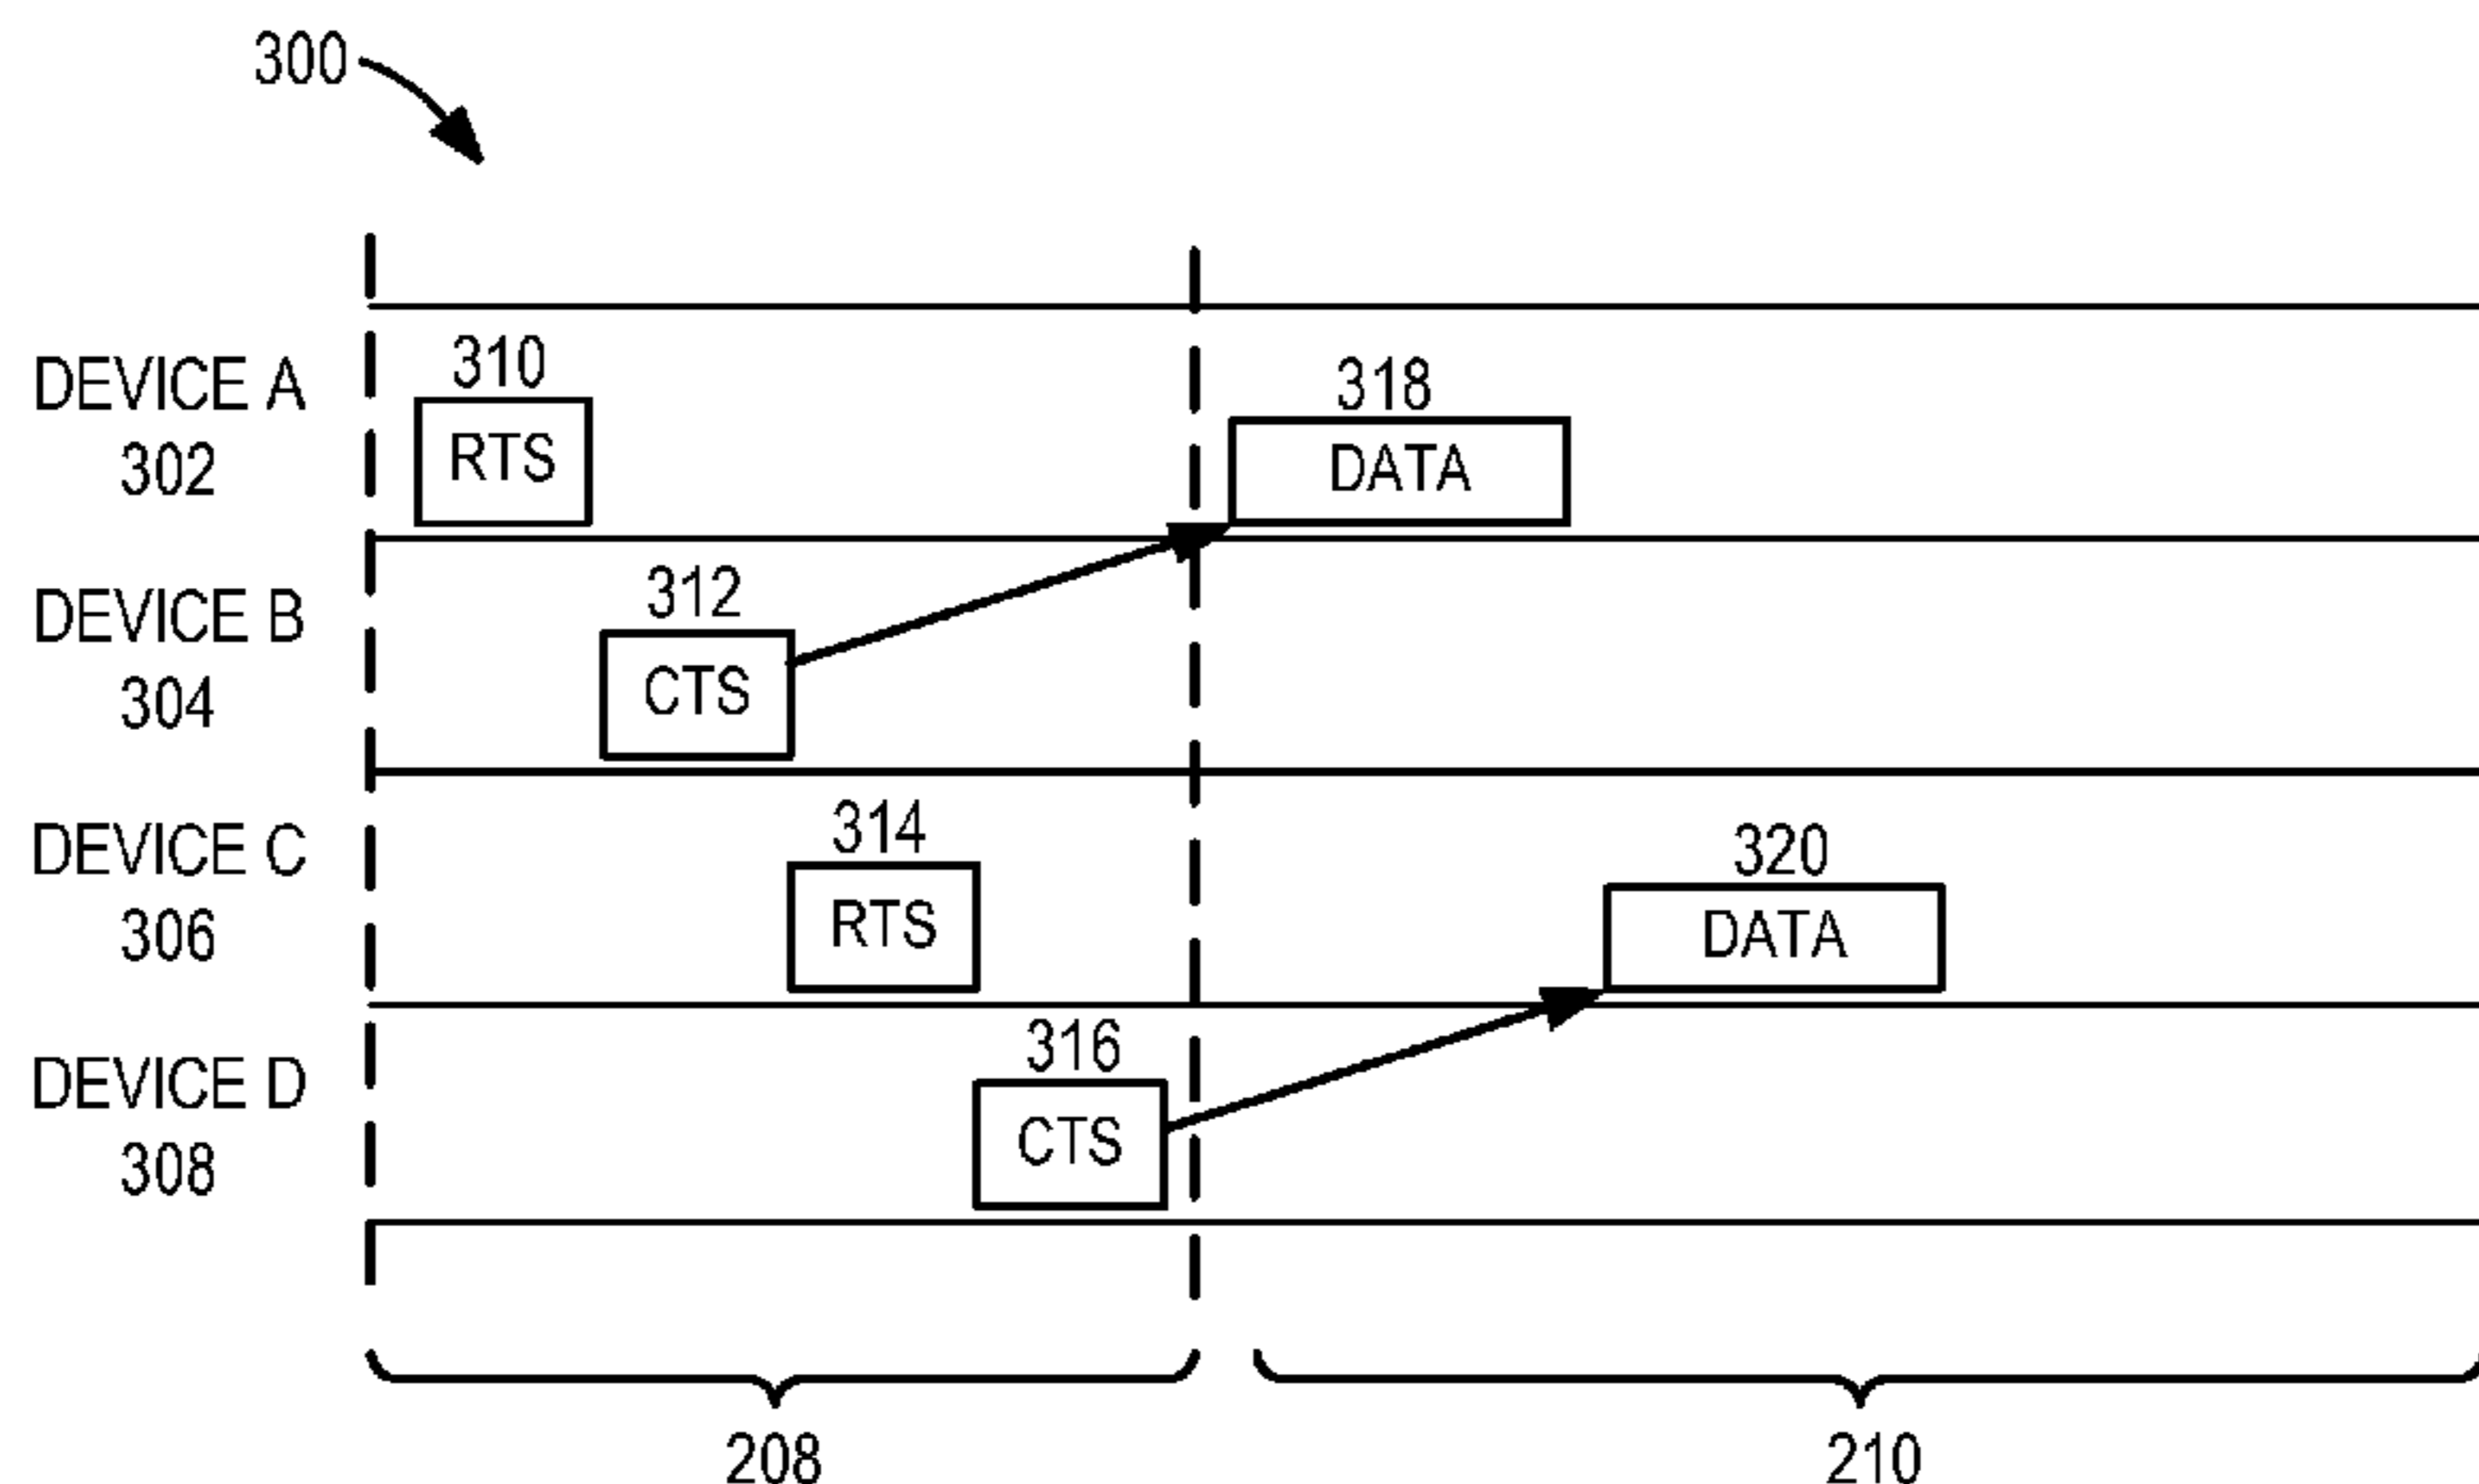 300
DEVICE A
302
310
RTS
318
DATA
DEVICE B
304
312
CTS
DEVICE C
306
314
RTS
320
DATA
DEVICE D
308
316
CTS
208
210